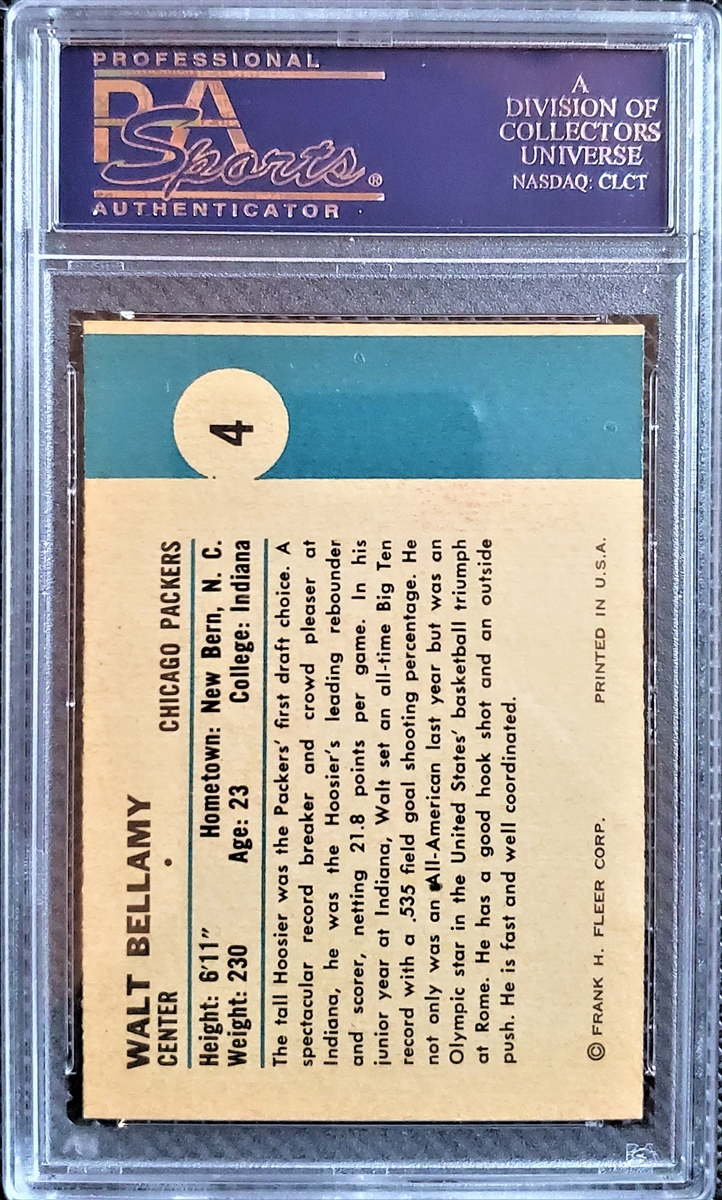 PROFESSIONAL
PSA
Sports®
AUTHENTICATOR
A
DIVISION OF
COLLECTORS
UNIVERSE
NASDAQ: CLCT
4
WALT BELLAMY
CENTER • CHICAGO PACKERS
Height: 6'11" Hometown: New Bern, N. C.
Weight: 230 Age: 23 College: Indiana
The tall Hoosier was the Packers' first draft choice. A
spectacular record breaker and crowd pleaser at
Indiana, he was the Hoosier's leading rebounder
and scorer, netting 21.8 points per game. In his
junior year at Indiana, Walt set an all-time Big Ten
record with a .535 field goal shooting percentage. He
not only was an All-American last year but was an
Olympic star in the United States' basketball triumph
at Rome. He has a good hook shot and an outside
push. He is fast and well coordinated.
© FRANK H. FLEER CORP. PRINTED IN U.S.A.
PSA